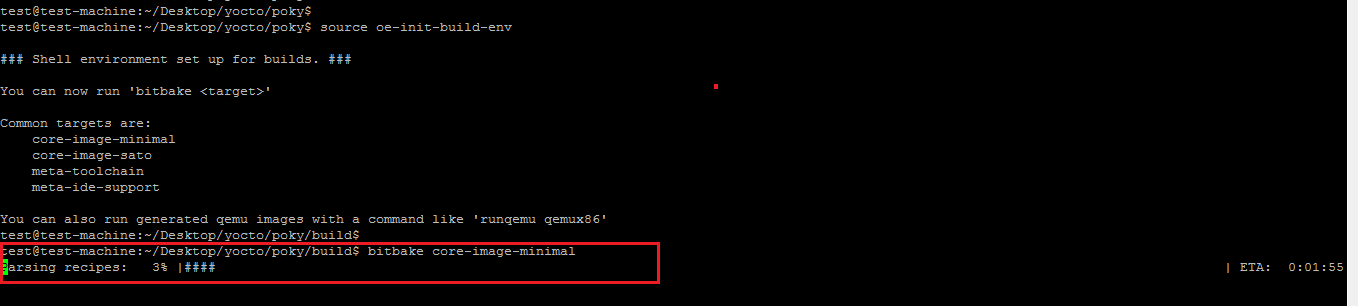 test@test-machine:~/Desktop/yocto/poky$
test@test-machine:~/Desktop/yocto/poky$ source oe-init-build-env
### Shell environment set up for builds. ###
You can now run 'bitbake <target>'
Common targets are:
    core-image-minimal
    core-image-sato
    meta-toolchain
    meta-ide-support
You can also run generated qemu images with a command like 'runqemu qemux86'
test@test-machine:~/Desktop/yocto/poky/build$
test@test-machine:~/Desktop/yocto/poky/build$ bitbake core-image-minimal
Parsing recipes:   3% |#### | ETA:  0:01:55